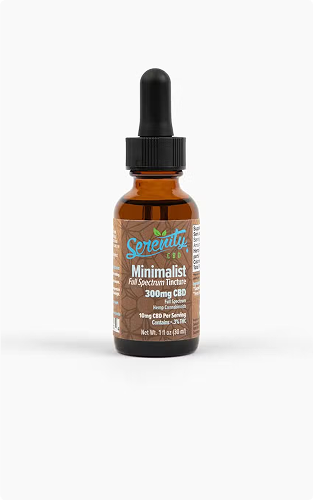 Serenity
CBD
Minimalist
Full Spectrum Tincture
300mg CBD
Full Spectrum
Hemp Cannabinoids
10mg CBD Per Serving
Contains <.3% THC
Net Wt. 1 fl oz (30 ml)